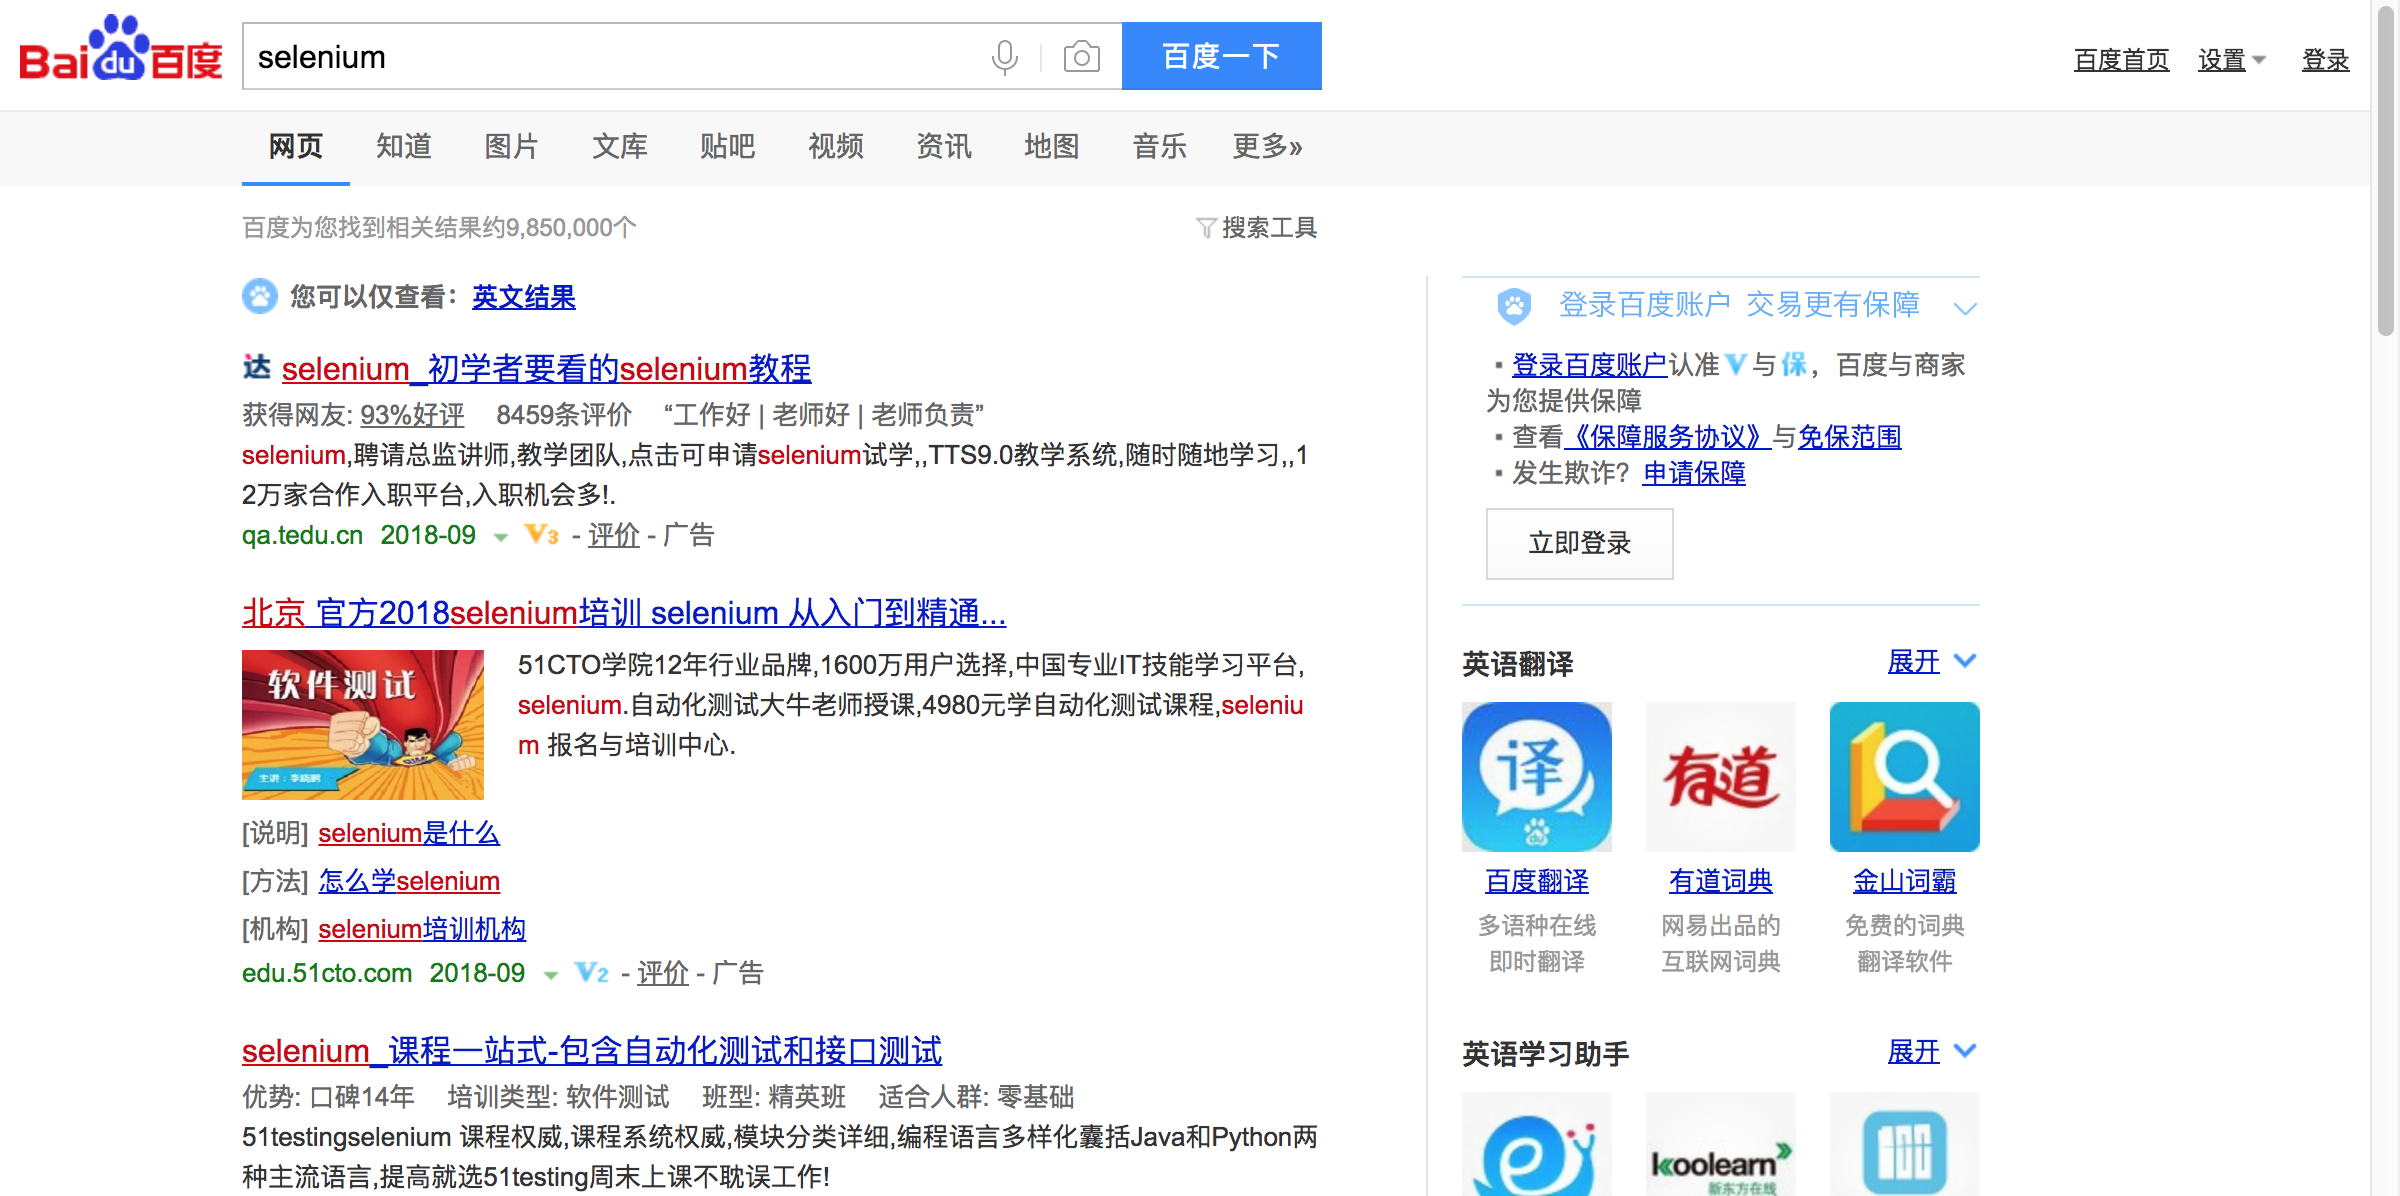 Bai du 百度
selenium
百度一下
百度首页 设置 登录
网页 知道 图片 文库 贴吧 视频 资讯 地图 音乐 更多»
百度为您找到相关结果约9,850,000个
搜索工具
您可以仅查看：英文结果
达 selenium_初学者要看的selenium教程
获得网友: 93%好评 8459条评价 “工作好 | 老师好 | 老师负责”
selenium,聘请总监讲师,教学团队,点击可申请selenium试学,,TTS9.0教学系统,随时随地学习,,1
2万家合作入职平台,入职机会多!.
qa.tedu.cn 2018-09 V3 - 评价 - 广告
北京 官方2018selenium培训 selenium 从入门到精通...
软件测试
主讲：李晓鹏
51CTO学院12年行业品牌,1600万用户选择,中国专业IT技能学习平台,
selenium.自动化测试大牛老师授课,4980元学自动化测试课程,seleniu
m 报名与培训中心.
[说明] selenium是什么
[方法] 怎么学selenium
[机构] selenium培训机构
edu.51cto.com 2018-09 V2 - 评价 - 广告
selenium_课程一站式-包含自动化测试和接口测试
优势: 口碑14年 培训类型: 软件测试 班型: 精英班 适合人群: 零基础
51testingselenium 课程权威,课程系统权威,模块分类详细,编程语言多样化囊括Java和Python两
种主流语言,提高就选51testing周末上课不耽误工作!
登录百度账户 交易更有保障
▪ 登录百度账户认准V与保，百度与商家
为您提供保障
▪ 查看《保障服务协议》与免保范围
▪ 发生欺诈？申请保障
立即登录
英语翻译 展开
译
du
有道
百度翻译 有道词典 金山词霸
多语种在线 网易出品的 免费的词典
即时翻译 互联网词典 翻译软件
英语学习助手 展开
koolearn
新东方在线